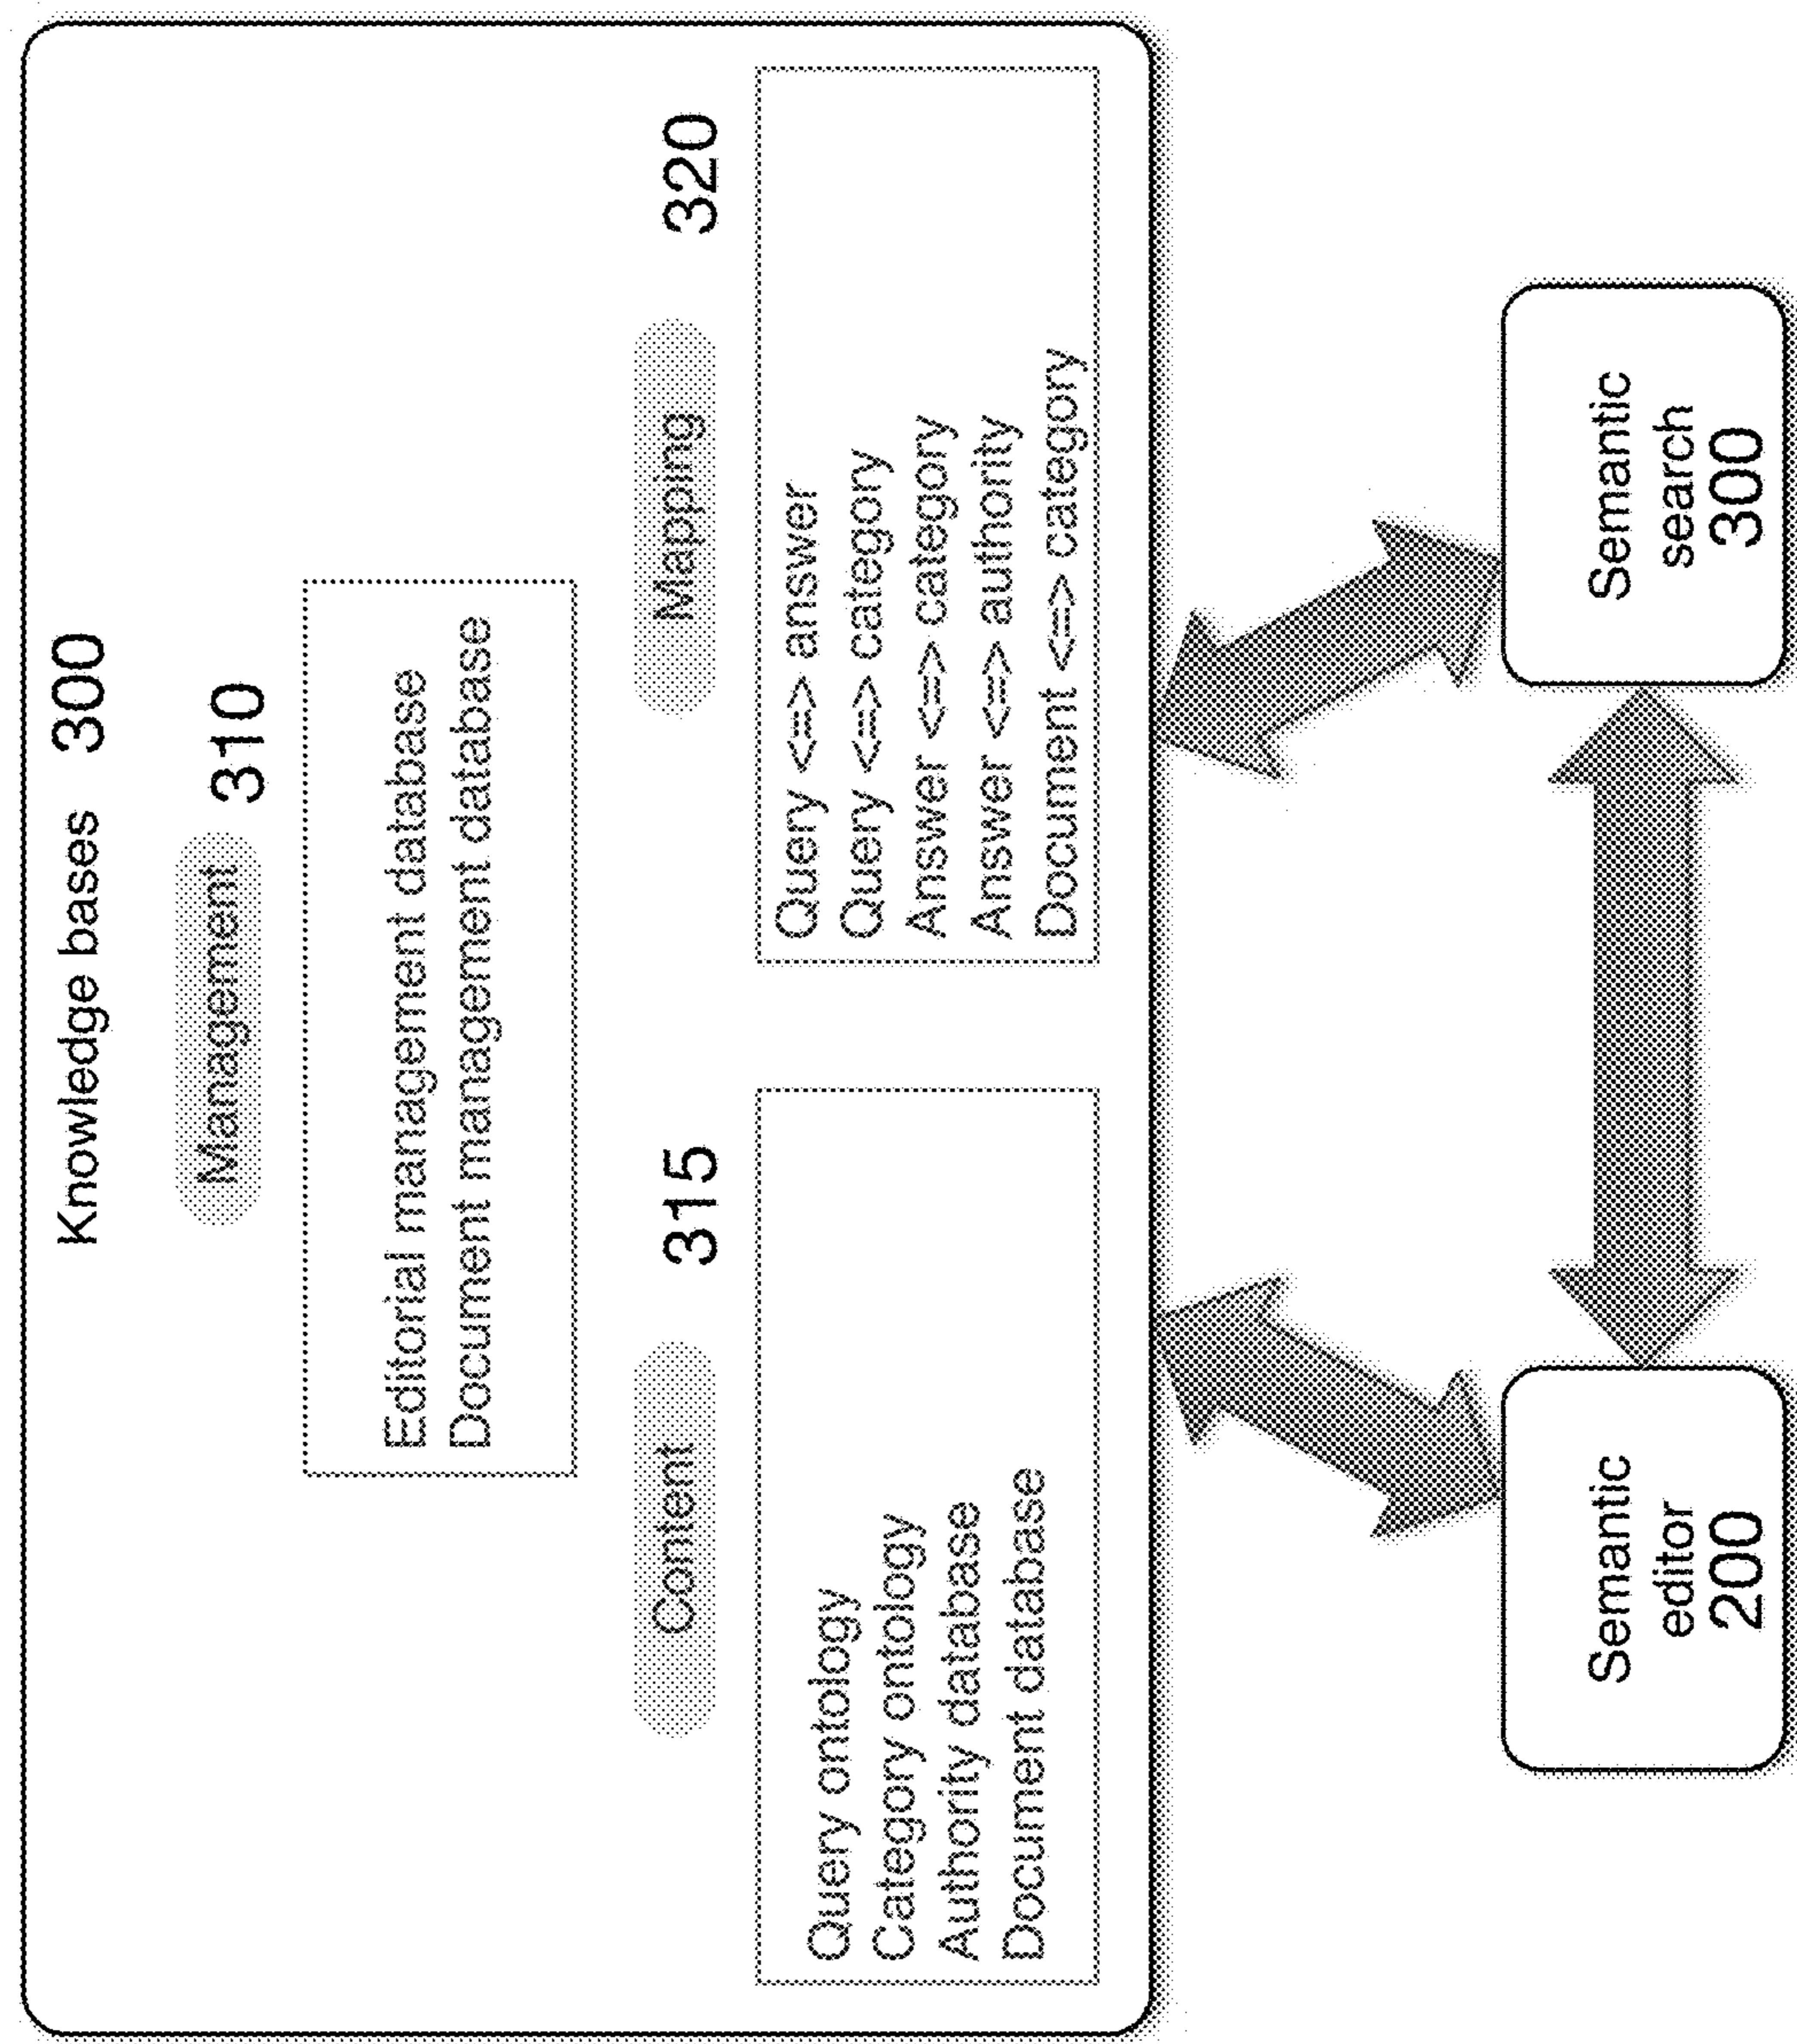 Knowledge bases 300
Management 310
Editorial management database
Document management database
Content 315
Query ontology
Category ontology
Authority database
Document database
Mapping 320
Query <=> answer
Query <=> category
Answer <=> category
Answer <=> authority
Document <=> category
Semantic
editor
200
Semantic
search
300